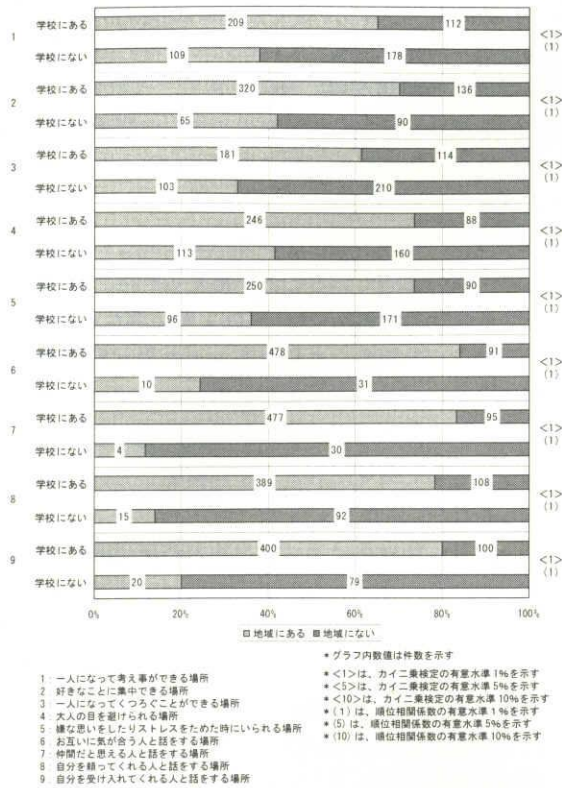 1 学校にある 209 112 <1>
学校にない 109 178 (1)
2 学校にある 320 136 <1>
学校にない 65 90 (1)
3 学校にある 181 114 <1>
学校にない 103 210 (1)
4 学校にある 246 88 <1>
学校にない 113 160 (1)
5 学校にある 250 90 <1>
学校にない 96 171 (1)
6 学校にある 478 91 <1>
学校にない 10 31 (1)
7 学校にある 477 95 <1>
学校にない 4 30 (1)
8 学校にある 389 108 <1>
学校にない 15 92 (1)
9 学校にある 400 100 <1>
学校にない 20 79 (1)
0% 20% 40% 60% 80% 100%
地域にある 地域にない
*グラフ内数値は件数を示す
*<1>は、カイ二乗検定の有意水準1%を示す
*<5>は、カイ二乗検定の有意水準5%を示す
*<10>は、カイ二乗検定の有意水準10%を示す
*(1)は、順位相関係数の有意水準1%を示す
*(5)は、順位相関係数の有意水準5%を示す
*(10)は、順位相関係数の有意水準10%を示す
1:一人になって考え事ができる場所
2 好きなことに集中できる場所
3:一人になってくつろぐことができる場所
4:大人の目を避けられる場所
5:嫌な思いをしたりストレスをためた時にいられる場所
6:お互いに気が合う人と話をする場所
7:仲間だと思える人と話をする場所
8:自分を頼ってくれる人と話をする場所
9:自分を受け入れてくれる人と話をする場所